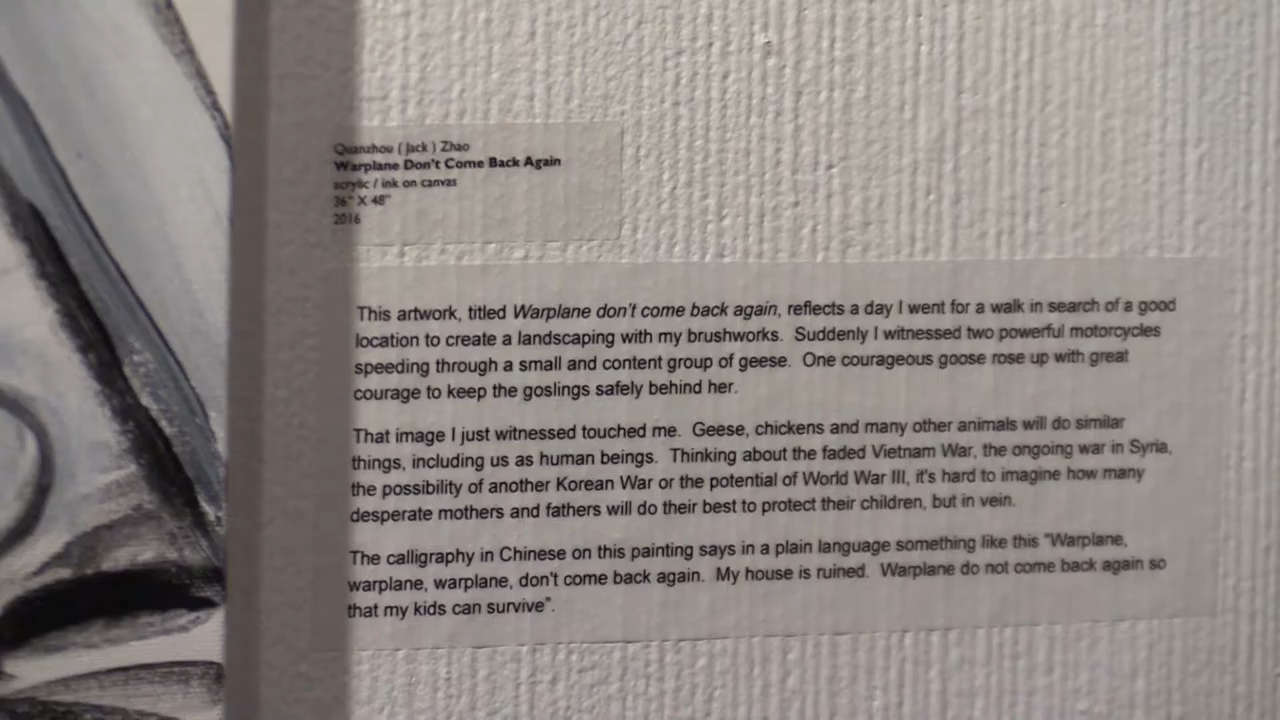 Quanzhou ( Jack ) Zhao
Warplane Don't Come Back Again
acrylic / ink on canvas
36" X 48"
2016
This artwork, titled Warplane don't come back again, reflects a day I went for a walk in search of a good
location to create a landscaping with my brushworks.  Suddenly I witnessed two powerful motorcycles
speeding through a small and content group of geese.  One courageous goose rose up with great
courage to keep the goslings safely behind her.
That image I just witnessed touched me.  Geese, chickens and many other animals will do similar
things, including us as human beings.  Thinking about the faded Vietnam War, the ongoing war in Syria,
the possibility of another Korean War or the potential of World War III, it's hard to imagine how many
desperate mothers and fathers will do their best to protect their children, but in vein.
The calligraphy in Chinese on this painting says in a plain language something like this "Warplane,
warplane, warplane, don't come back again.  My house is ruined.  Warplane do not come back again so
that my kids can survive".